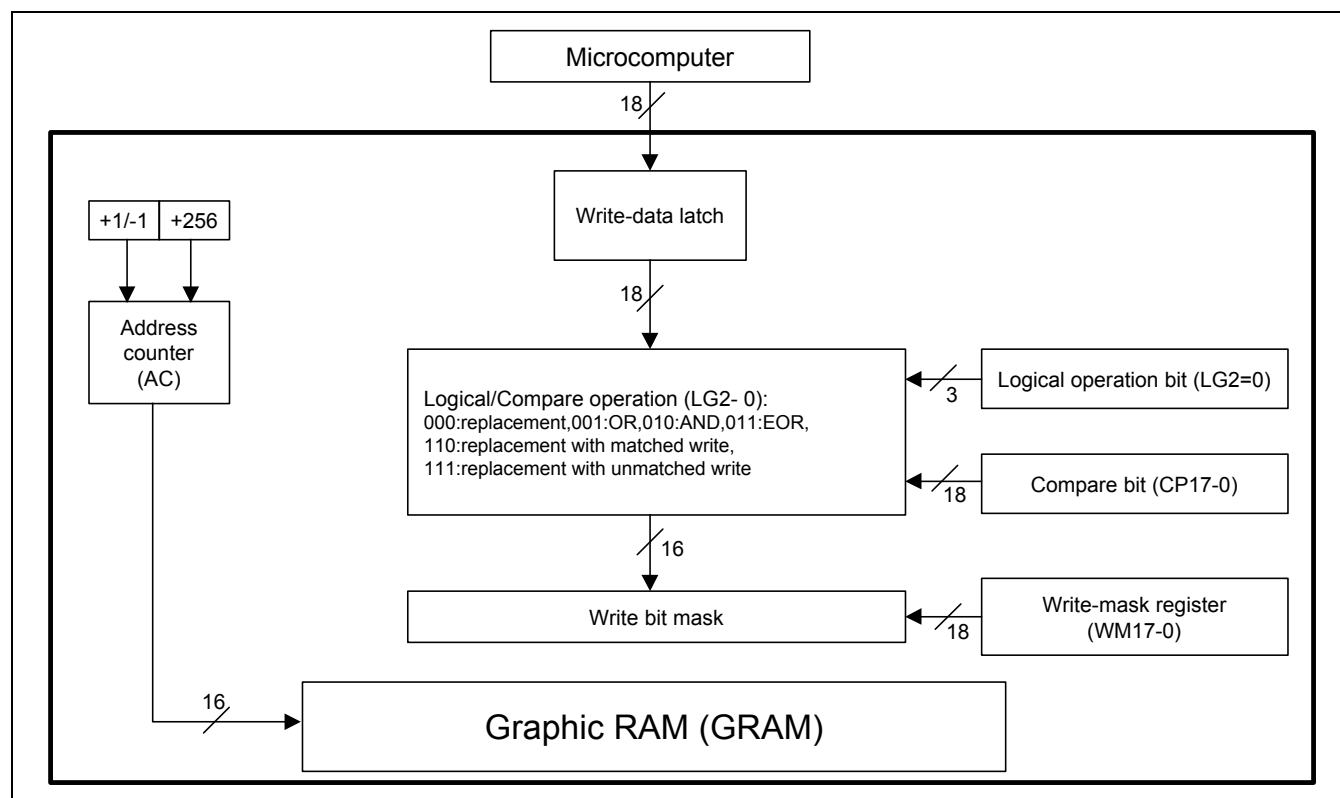 Microcomputer
18
Write-data latch
+1/-1 +256
18
Address
counter
(AC)
Logical/Compare operation (LG2- 0):
000:replacement,001:OR,010:AND,011:EOR,
110:replacement with matched write,
111:replacement with unmatched write
3
Logical operation bit (LG2=0)
18
Compare bit (CP17-0)
16
Write bit mask
18
Write-mask register
(WM17-0)
16
Graphic RAM (GRAM)